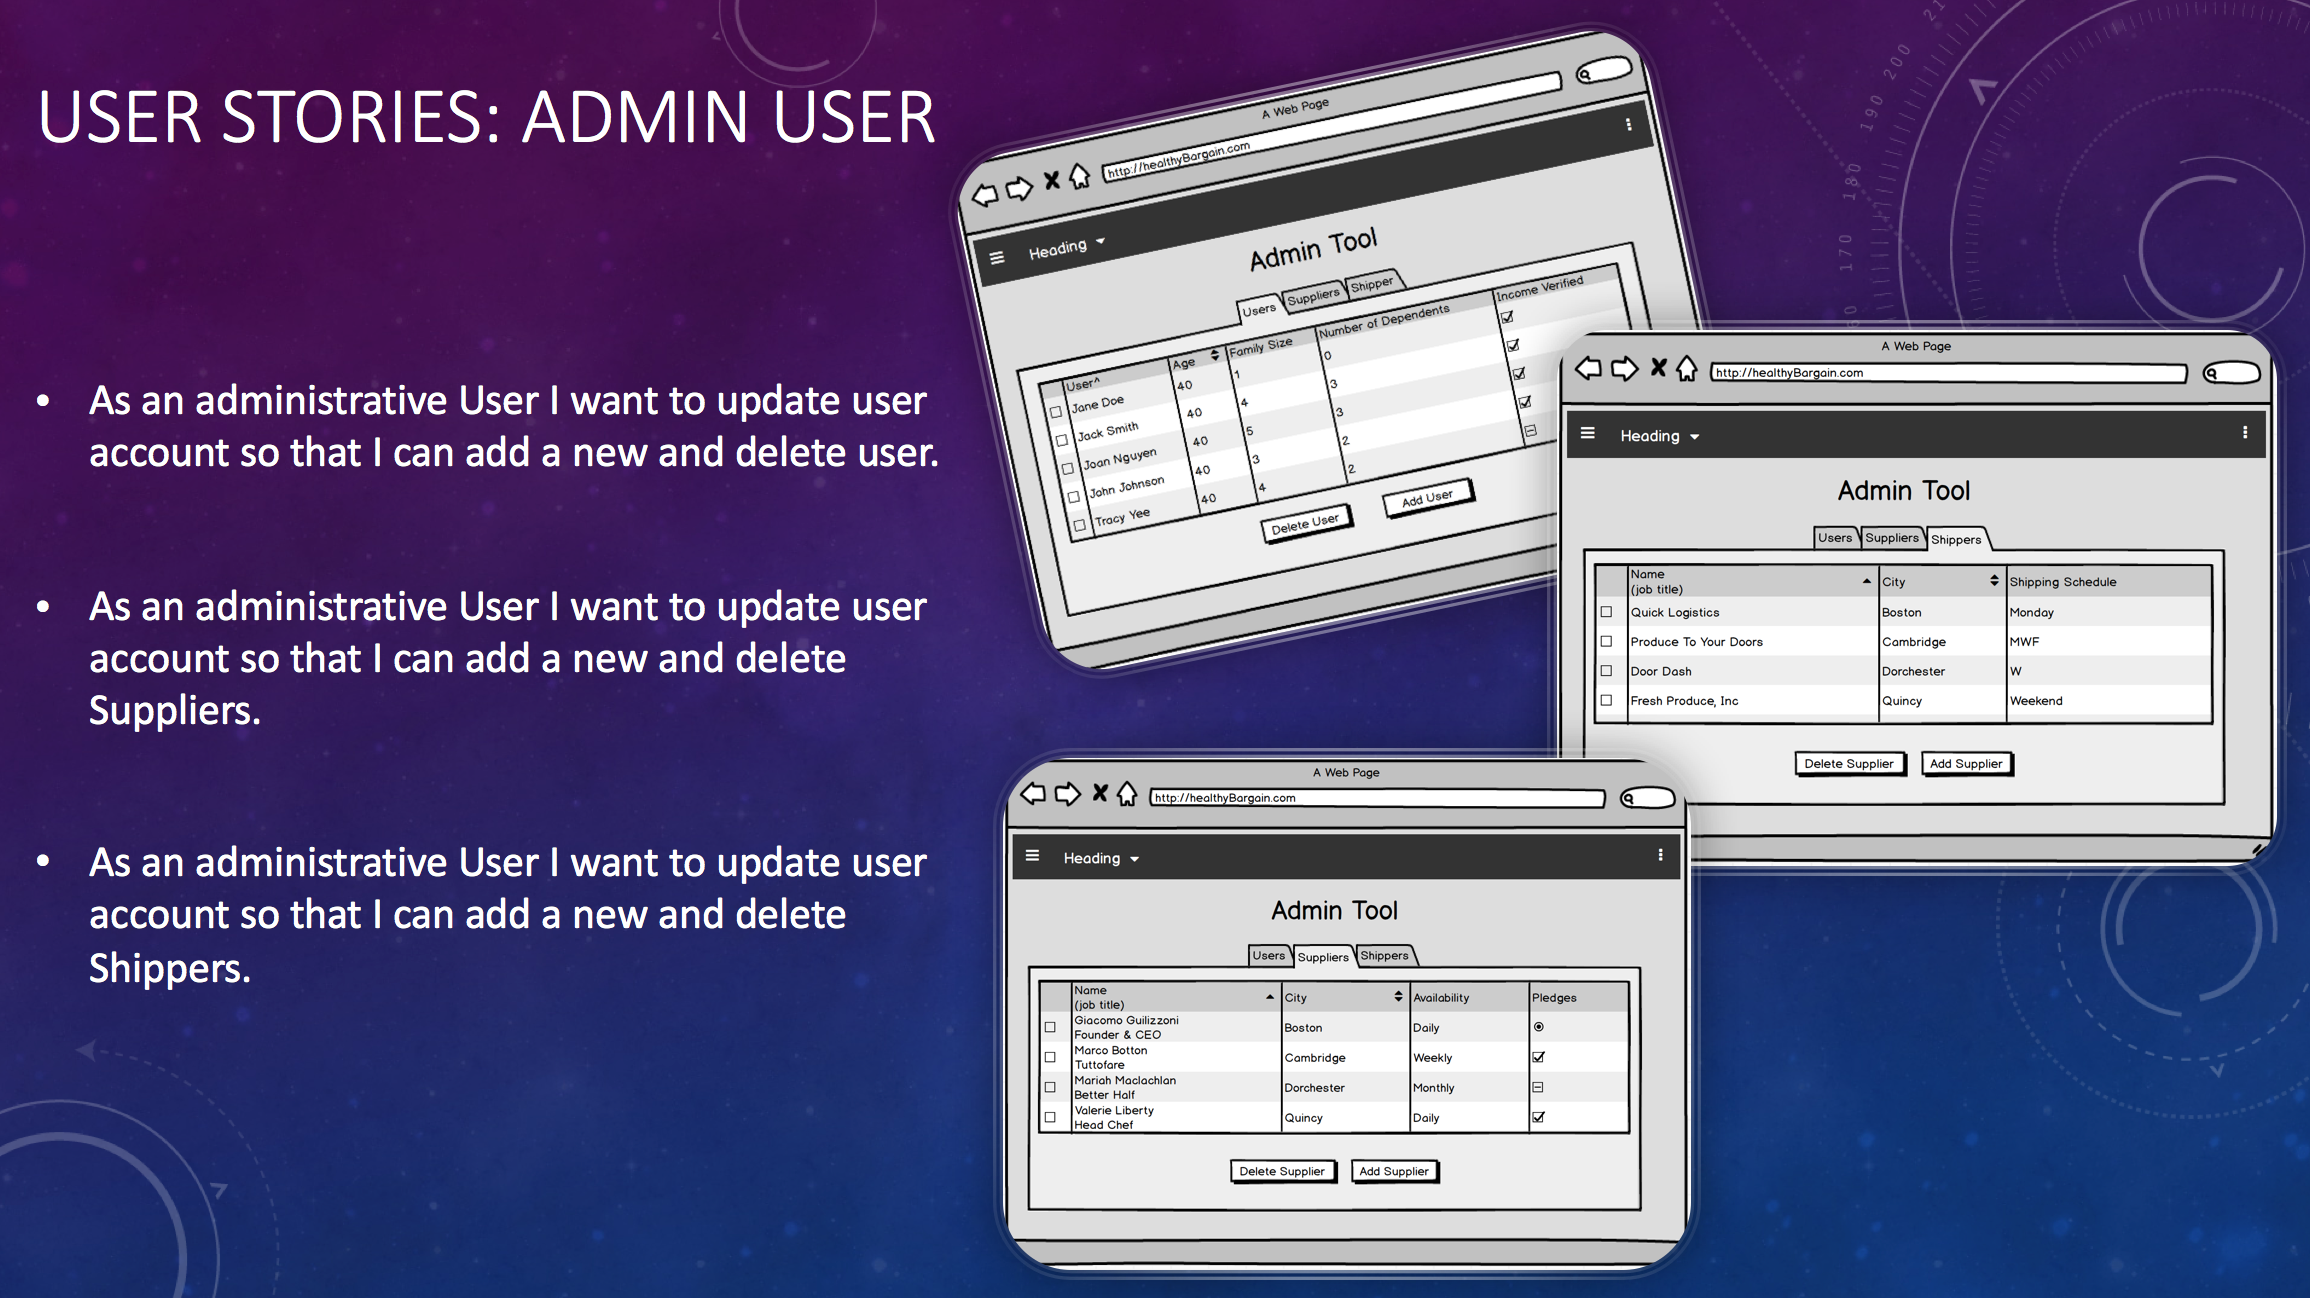 USER STORIES: ADMIN USER
• As an administrative User I want to update user
account so that I can add a new and delete user.
• As an administrative User I want to update user
account so that I can add a new and delete
Suppliers.
• As an administrative User I want to update user
account so that I can add a new and delete
Shippers.
A Web Page
http://healthyBargain.com
Heading
Admin Tool
Users Suppliers Shipper
User^ Age Family Size Number of Dependents Income Verified
Jane Doe 40 1 0
Jack Smith 40 4 3
Joan Nguyen 40 5 3
John Johnson 40 3 2
Tracy Yee 40 4 2
Delete User Add User
A Web Page
http://healthyBargain.com
Heading
Admin Tool
Users Suppliers Shippers
Name
(job title) City Shipping Schedule
Quick Logistics Boston Monday
Produce To Your Doors Cambridge MWF
Door Dash Dorchester W
Fresh Produce, Inc Quincy Weekend
Delete Supplier Add Supplier
A Web Page
http://healthyBargain.com
Heading
Admin Tool
Users Suppliers Shippers
Name
(job title) City Availability Pledges
Giacomo Guilizzoni
Founder & CEO Boston Daily
Marco Botton
Tuttofare Cambridge Weekly
Mariah Maclachlan
Better Half Dorchester Monthly
Valerie Liberty
Head Chef Quincy Daily
Delete Supplier Add Supplier
170 180 190 200